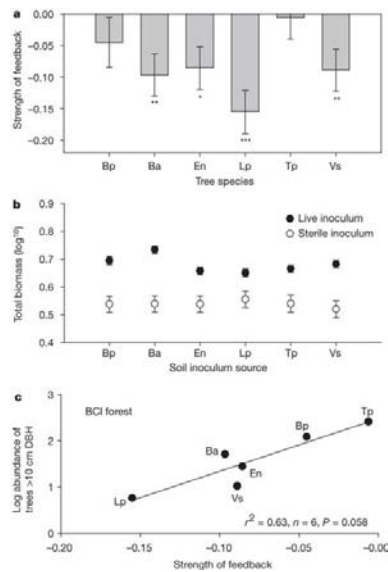 a
Strength of feedback
0.00
−0.05
−0.10
−0.15
−0.20
**
*
***
**
Bp Ba En Lp Tp Vs
Tree species
b
Total biomass (log¹⁰)
0.9
0.8
0.7
0.6
0.5
0.4
Live inoculum
Sterile inoculum
Bp Ba En Lp Tp Vs
Soil inoculum source
c
BCI forest
Log abundance of
trees >10 cm DBH
3
2
1
0
Lp
Ba
En
Vs
Bp
Tp
r² = 0.63, n = 6, P = 0.058
−0.20 −0.15 −0.10 −0.05 −0.00
Strength of feedback